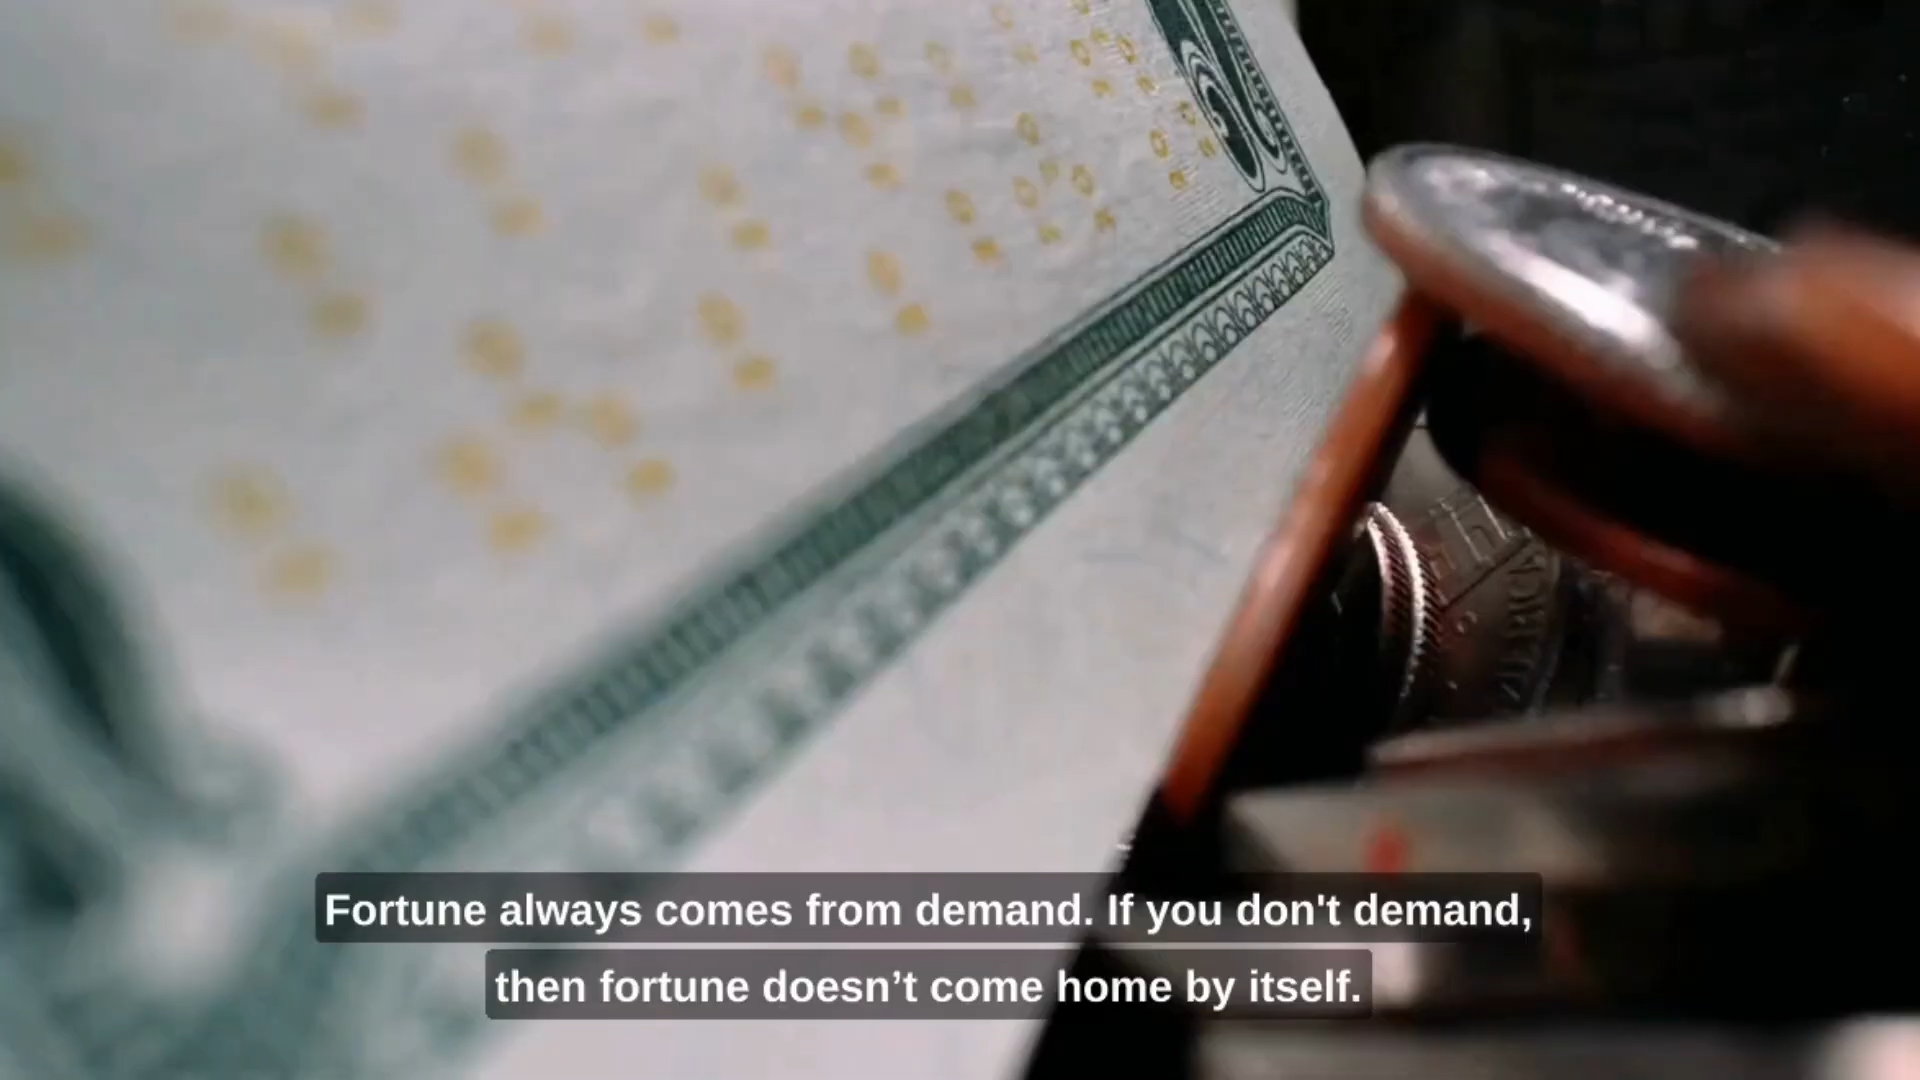 Fortune always comes from demand. If you don't demand,
then fortune doesn’t come home by itself.